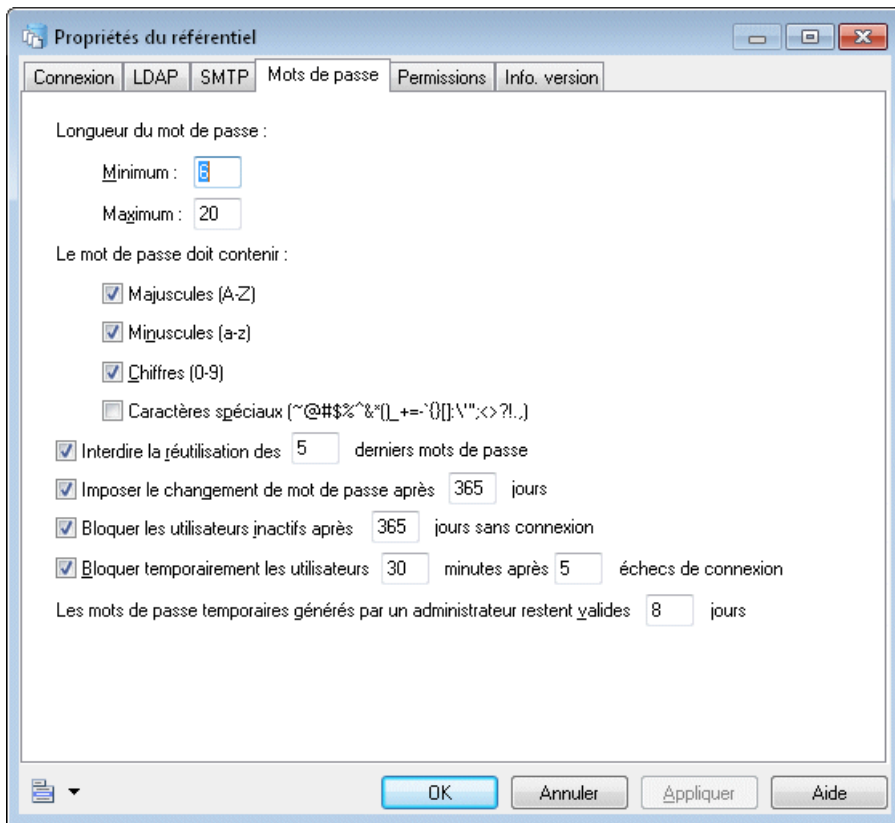 Propriétés du référentiel
Connexion LDAP SMTP Mots de passe Permissions Info. version
Longueur du mot de passe :
Minimum : 6
Maximum : 20
Le mot de passe doit contenir :
Majuscules (A-Z)
Minuscules (a-z)
Chiffres (0-9)
Caractères spéciaux (~@#$%^&*()_+=-`{}[]:\'";<>?!.,)
Interdire la réutilisation des 5 derniers mots de passe
Imposer le changement de mot de passe après 365 jours
Bloquer les utilisateurs inactifs après 365 jours sans connexion
Bloquer temporairement les utilisateurs 30 minutes après 5 échecs de connexion
Les mots de passe temporaires générés par un administrateur restent valides 8 jours
OK Annuler Appliquer Aide